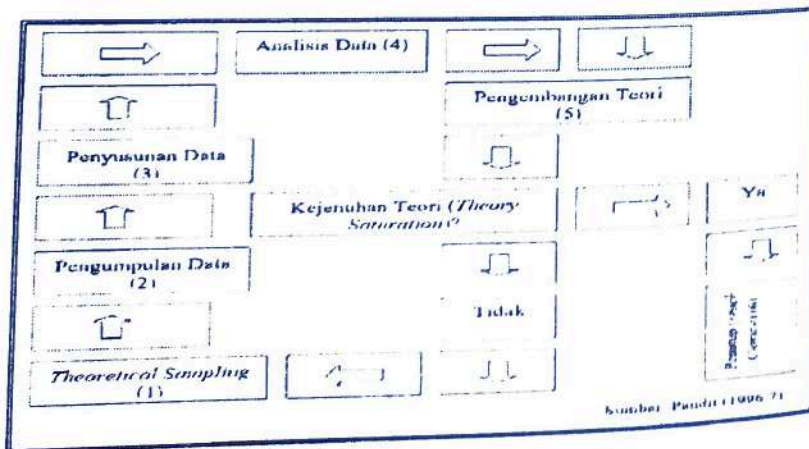 Analisis Data (4)
Pengembangan Teori
(5)
Penyusunan Data
(3)
Kejenuhan Teori (Theory
Saturation)?
Ya
Pengumpulan Data
(2)
Tidak
Theoretical Sampling
(1)
Sumber: Pandit (1996:7)